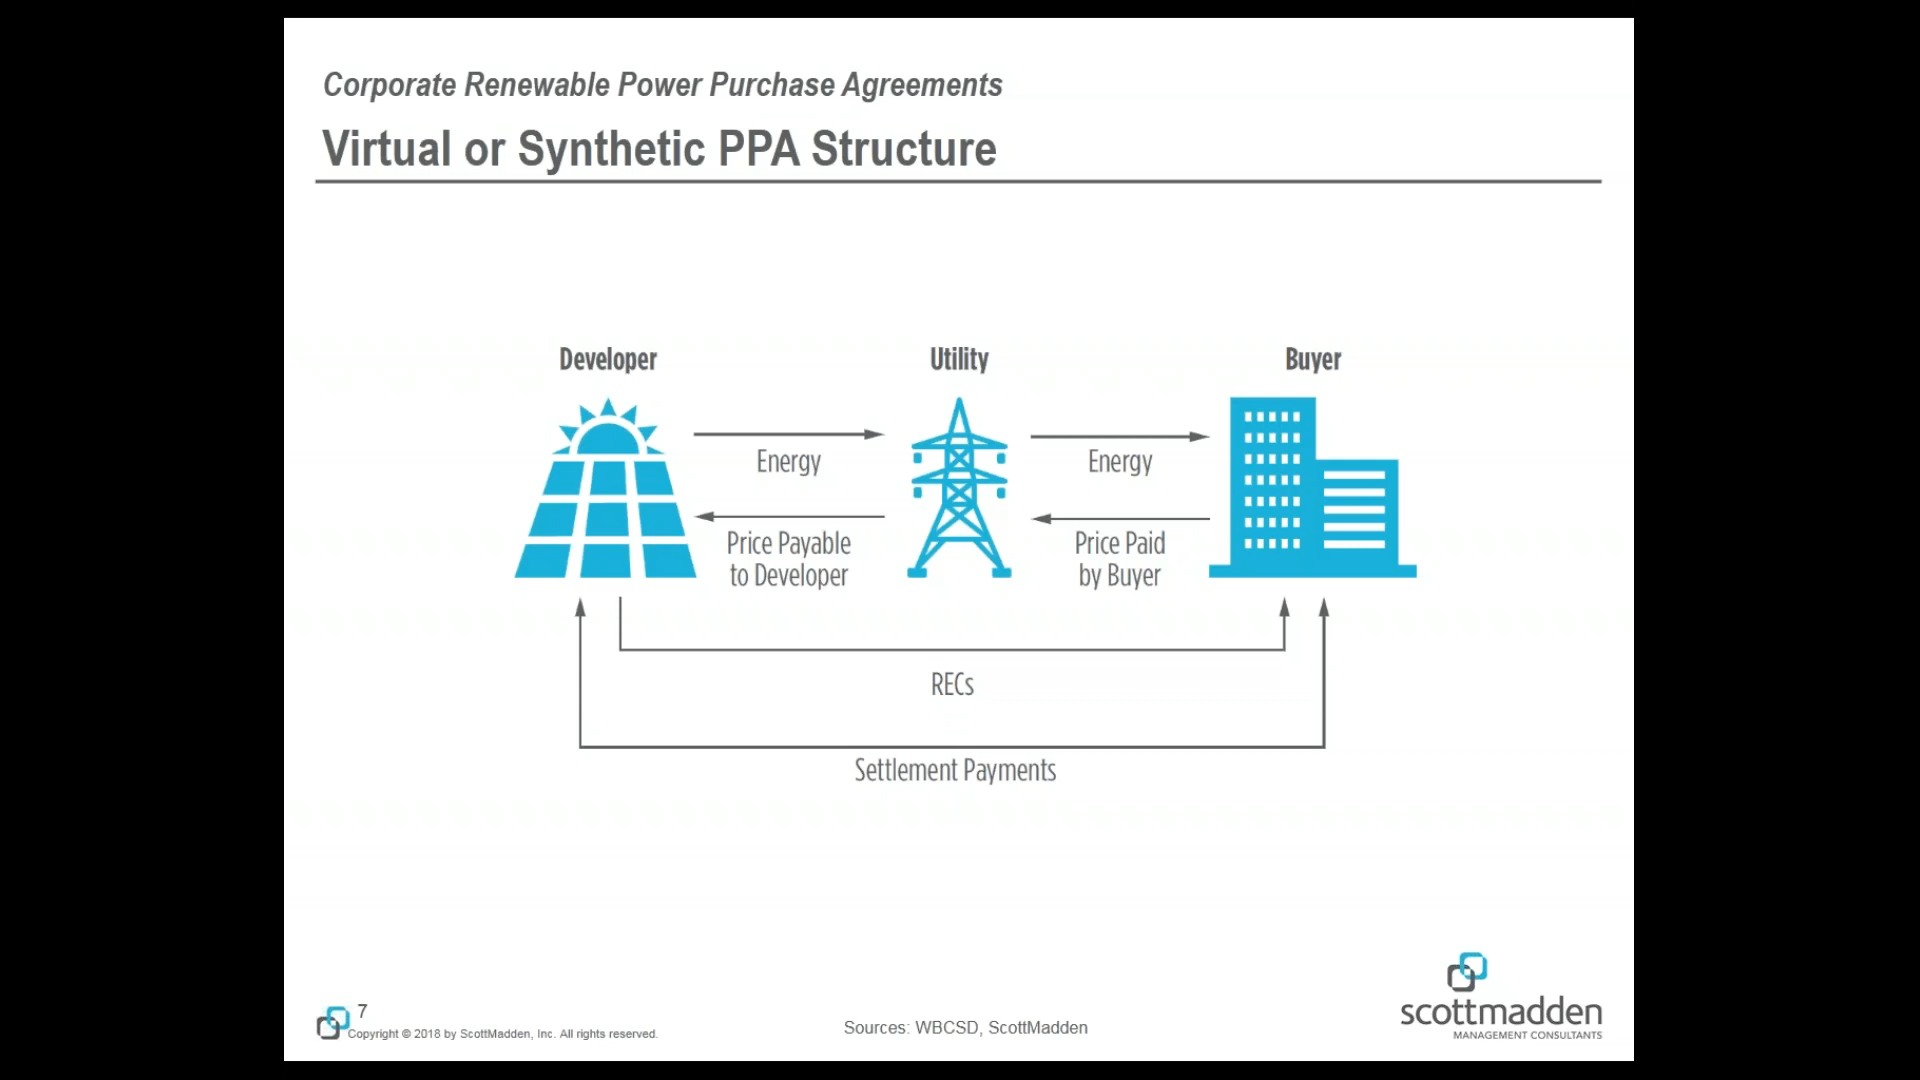 Corporate Renewable Power Purchase Agreements
Virtual or Synthetic PPA Structure
Developer
Utility
Buyer
Energy
Energy
Price Payable
to Developer
Price Paid
by Buyer
RECs
Settlement Payments
7
Copyright © 2018 by ScottMadden, Inc. All rights reserved.
Sources: WBCSD, ScottMadden
scottmadden
MANAGEMENT CONSULTANTS